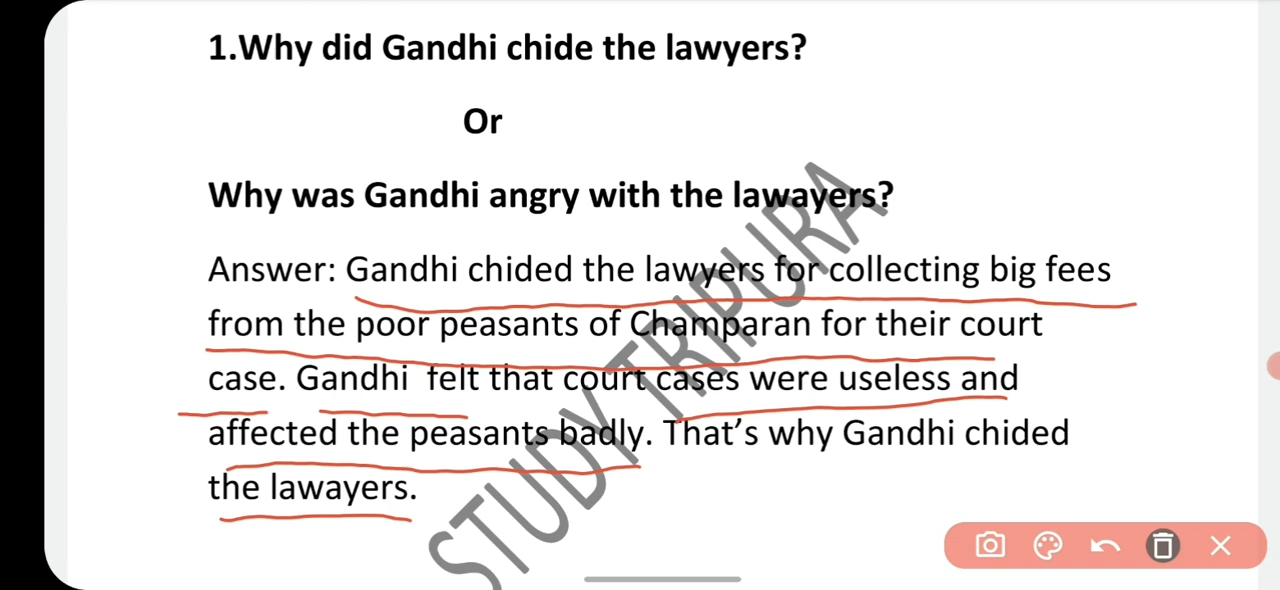 1.Why did Gandhi chide the lawyers?
Or
Why was Gandhi angry with the lawayers?
Answer: Gandhi chided the lawyers for collecting big fees
from the poor peasants of Champaran for their court
case. Gandhi felt that court cases were useless and
affected the peasants badly. That's why Gandhi chided
the lawayers.
STUDY TRIPURA